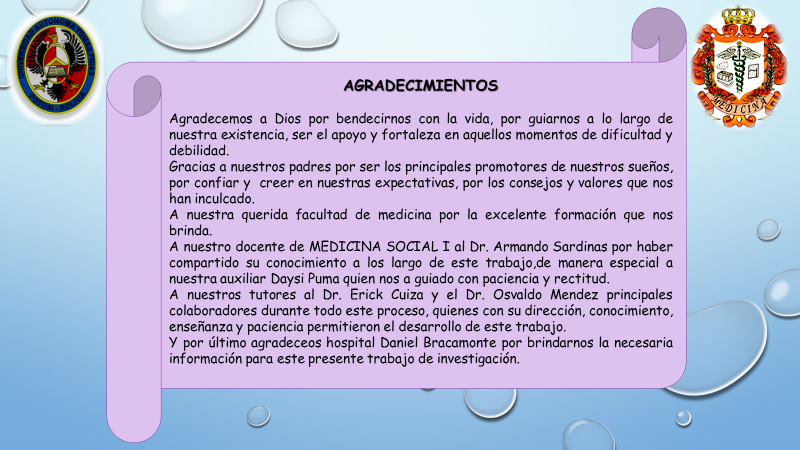 AGRADECIMIENTOS
Agradecemos a Dios por bendecirnos con la vida, por guiarnos a lo largo de
nuestra existencia, ser el apoyo y fortaleza en aquellos momentos de dificultad y
debilidad.
Gracias a nuestros padres por ser los principales promotores de nuestros sueños,
por confiar y  creer en nuestras expectativas, por los consejos y valores que nos
han inculcado.
A nuestra querida facultad de medicina por la excelente formación que nos
brinda.
A nuestro docente de MEDICINA SOCIAL I al Dr. Armando Sardinas por haber
compartido su conocimiento a los largo de este trabajo,de manera especial a
nuestra auxiliar Daysi Puma quien nos a guiado con paciencia y rectitud.
A nuestros tutores al Dr. Erick Cuiza y el Dr. Osvaldo Mendez principales
colaboradores durante todo este proceso, quienes con su dirección, conocimiento,
enseñanza y paciencia permitieron el desarrollo de este trabajo.
Y por último agradeceos hospital Daniel Bracamonte por brindarnos la necesaria
información para este presente trabajo de investigación.
MEDICINA